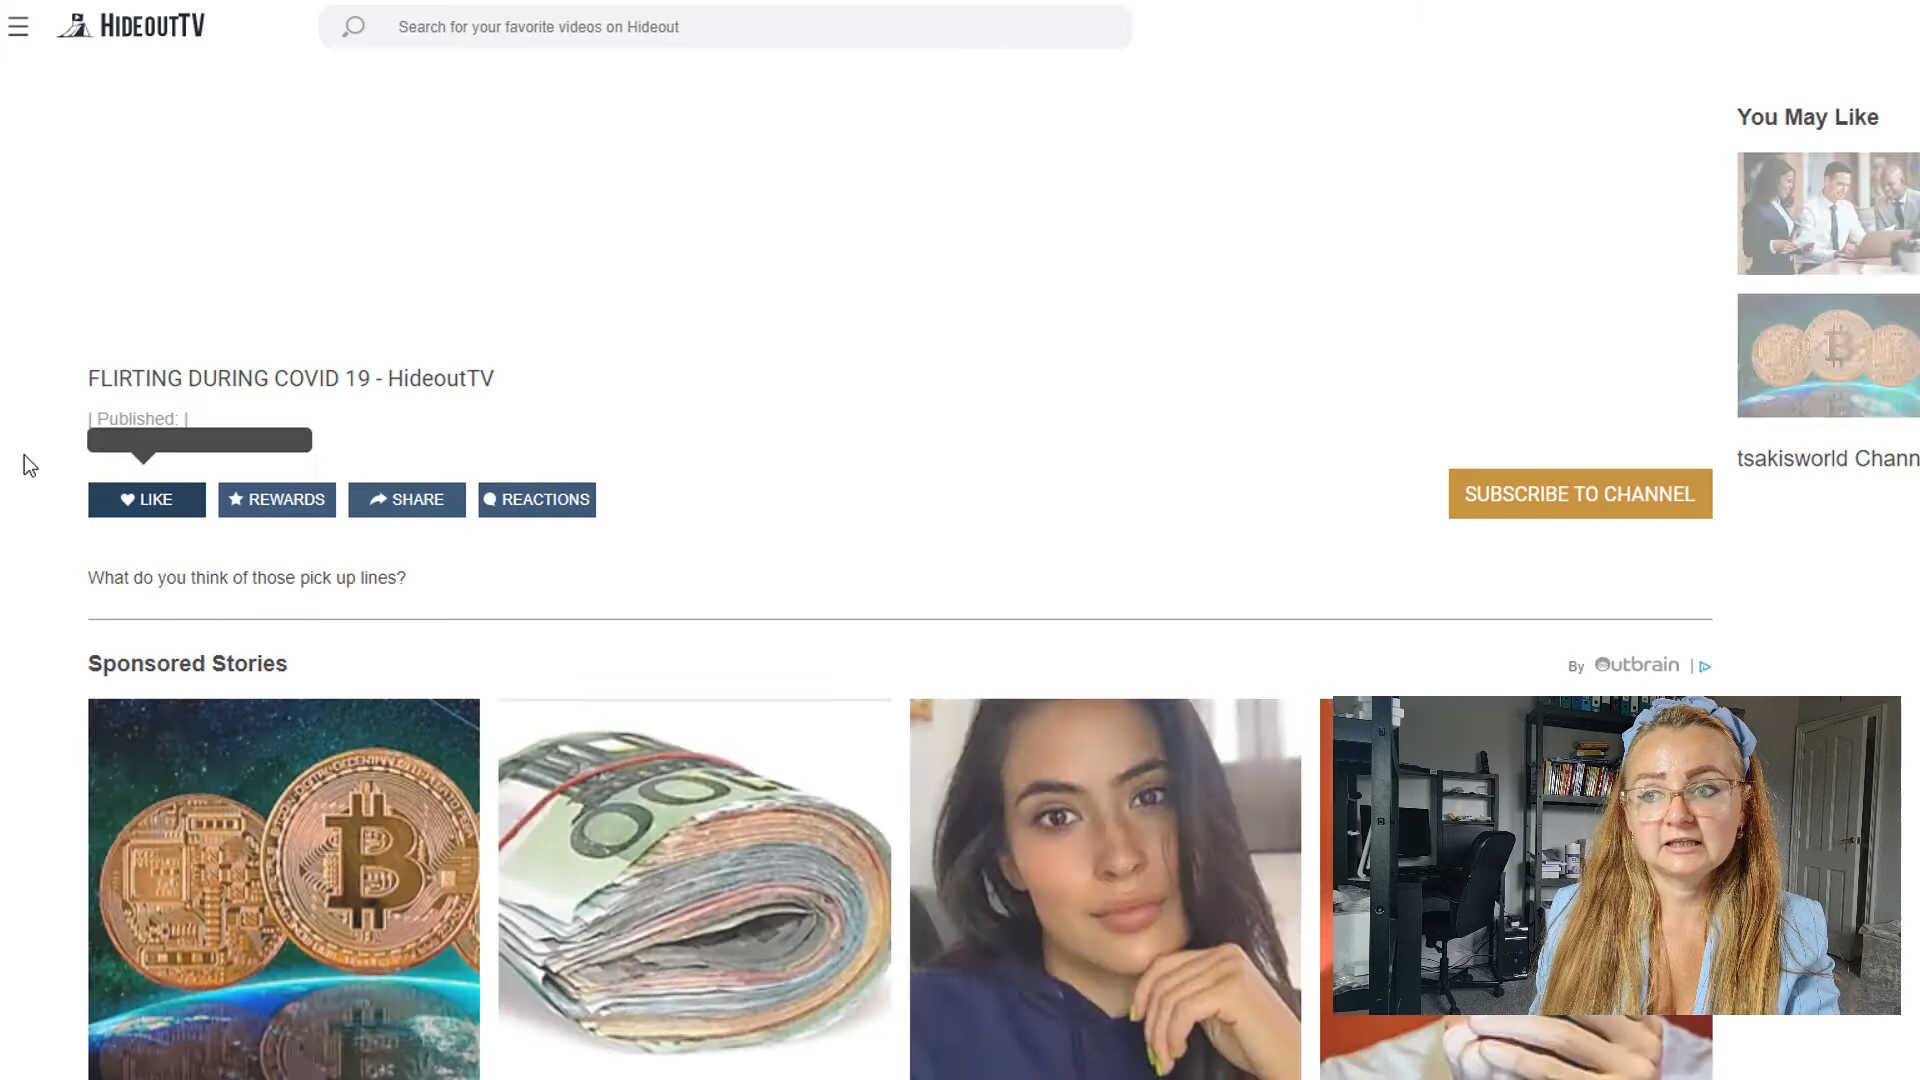 HIDEOUTTV
Search for your favorite videos on Hideout
You May Like
FLIRTING DURING COVID 19 - HideoutTV
| Published: |
LIKE
REWARDS
SHARE
REACTIONS
SUBSCRIBE TO CHANNEL
tsakisworld Chann
What do you think of those pick up lines?
Sponsored Stories
By Outbrain |
100